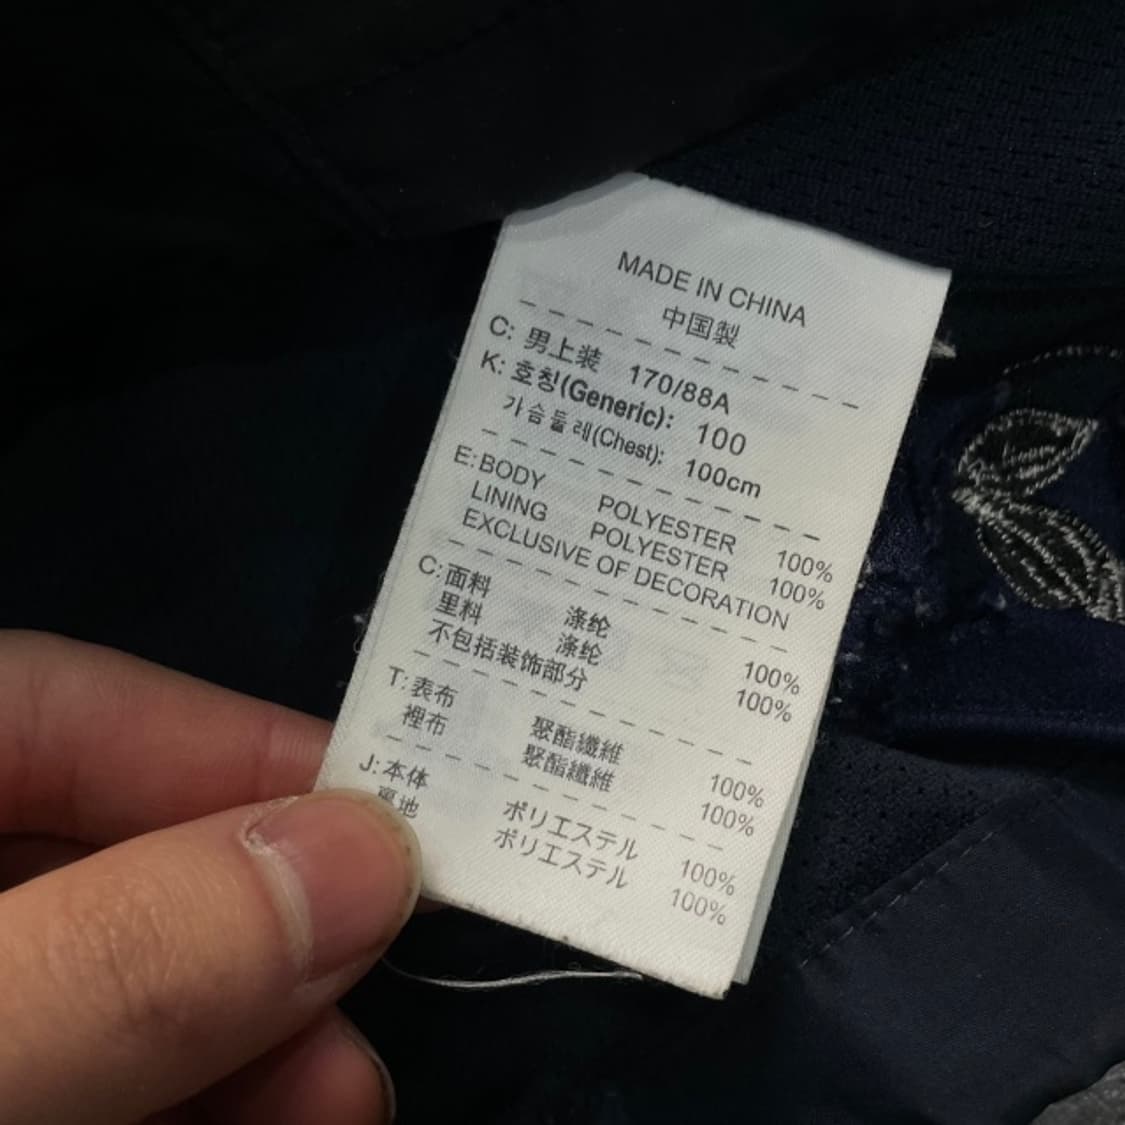 MADE IN CHINA
中国製
C: 男上装 170/88A
K: 호칭(Generic): 100
가슴둘레(Chest): 100cm
E: BODY POLYESTER 100%
LINING POLYESTER 100%
EXCLUSIVE OF DECORATION
C: 面料 涤纶 100%
里料 涤纶 100%
不包括装饰部分
T: 表布 聚酯纖維 100%
裡布 聚酯纖維 100%
J: 本体 ポリエステル 100%
裏地 ポリエステル 100%